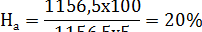 Hₐ = 1156,5x100 / 1156,5x5 = 20%